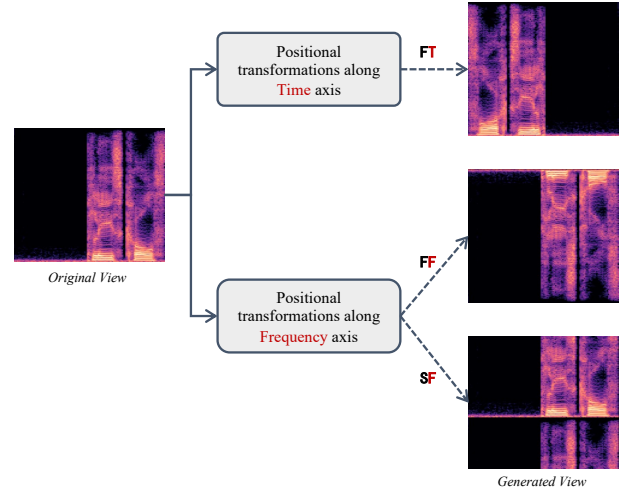 Positional
transformations along
Time axis
FT
Original View
FF
Positional
transformations along
Frequency axis
SF
Generated View